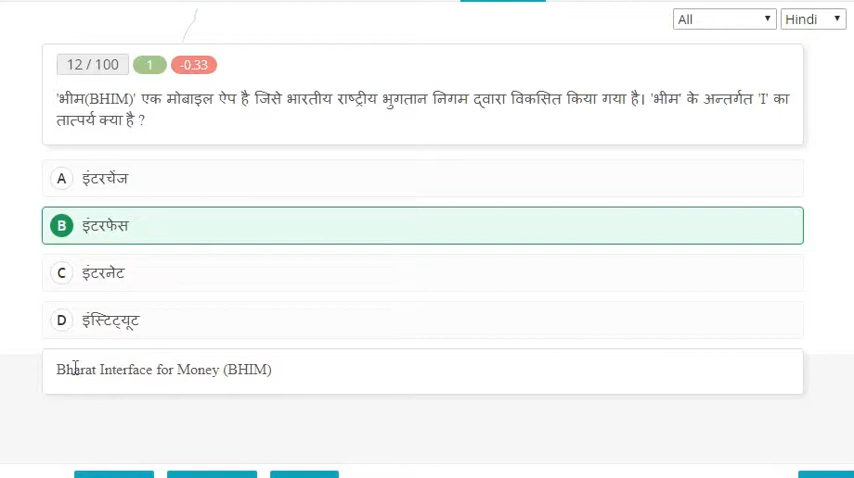 All Hindi
12 / 100 1 -0.33
'भीम(BHIM)' एक मोबाइल ऐप है जिसे भारतीय राष्ट्रीय भुगतान निगम द्वारा विकसित किया गया है। 'भीम' के अन्तर्गत 'I' का
तात्पर्य क्या है ?
A इंटरचेंज
B इंटरफेस
C इंटरनेट
D इंस्टिट्यूट
Bharat Interface for Money (BHIM)